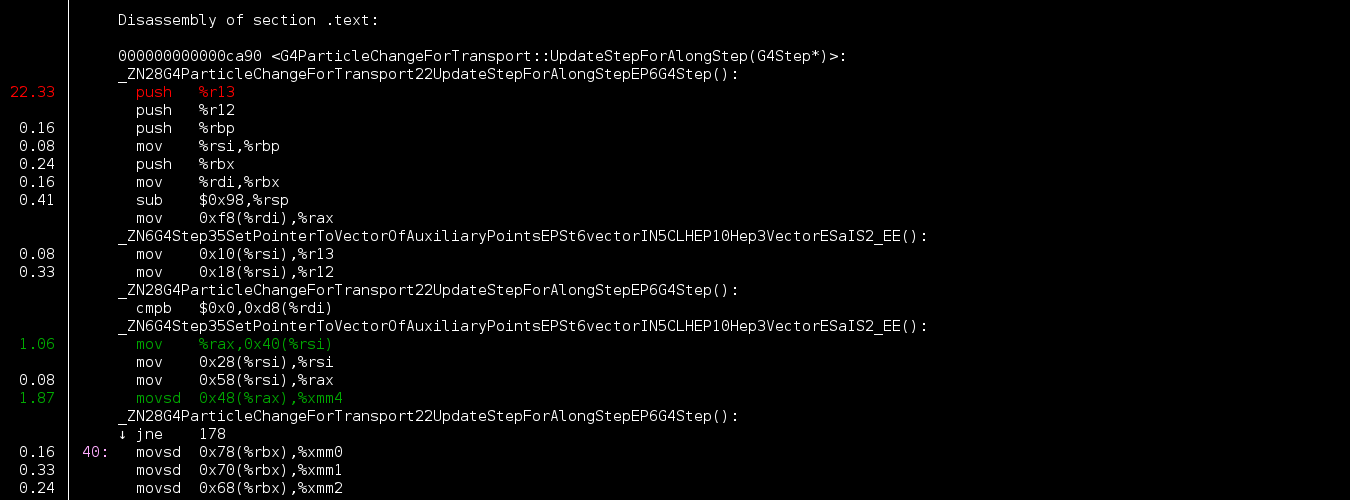 Disassembly of section .text:
000000000000ca90 <G4ParticleChangeForTransport::UpdateStepForAlongStep(G4Step*)>:
_ZN28G4ParticleChangeForTransport22UpdateStepForAlongStepEP6G4Step():
22.33 push %r13
push %r12
0.16 push %rbp
0.08 mov %rsi,%rbp
0.24 push %rbx
0.16 mov %rdi,%rbx
0.41 sub $0x98,%rsp
mov 0xf8(%rdi),%rax
_ZN6G4Step35SetPointerToVectorOfAuxiliaryPointsEPSt6vectorIN5CLHEP10Hep3VectorESaIS2_EE():
0.08 mov 0x10(%rsi),%r13
0.33 mov 0x18(%rsi),%r12
_ZN28G4ParticleChangeForTransport22UpdateStepForAlongStepEP6G4Step():
cmpb $0x0,0xd8(%rdi)
_ZN6G4Step35SetPointerToVectorOfAuxiliaryPointsEPSt6vectorIN5CLHEP10Hep3VectorESaIS2_EE():
1.06 mov %rax,0x40(%rsi)
mov 0x28(%rsi),%rsi
0.08 mov 0x58(%rsi),%rax
1.87 movsd 0x48(%rax),%xmm4
_ZN28G4ParticleChangeForTransport22UpdateStepForAlongStepEP6G4Step():
↓ jne 178
0.16 40: movsd 0x78(%rbx),%xmm0
0.33 movsd 0x70(%rbx),%xmm1
0.24 movsd 0x68(%rbx),%xmm2